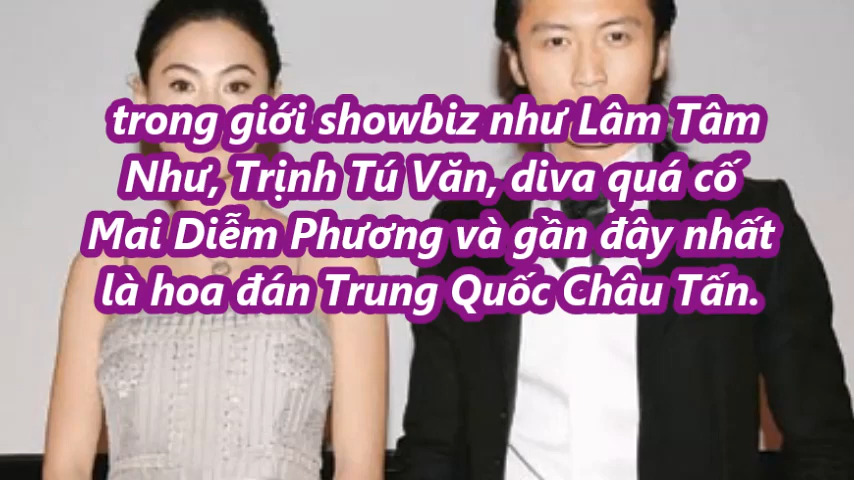 trong giới showbiz như Lâm Tâm
Như, Trịnh Tú Văn, diva quá cố
Mai Diễm Phương và gần đây nhất
là hoa đán Trung Quốc Châu Tấn.